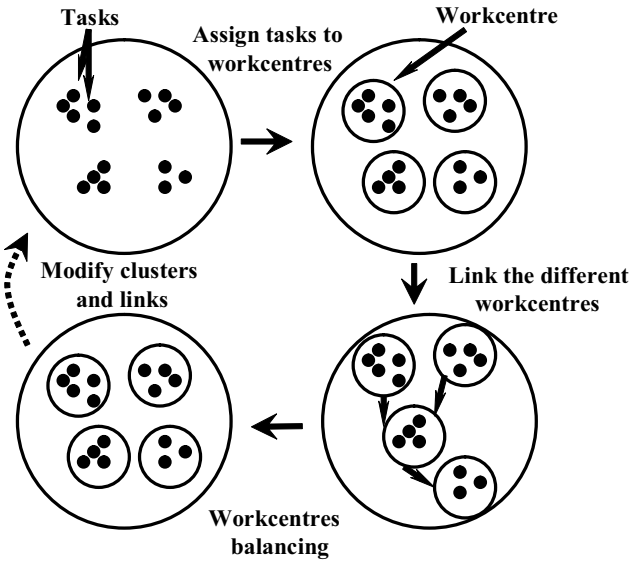 Tasks
Assign tasks to
workcentres
Workcentre
Modify clusters
and links
Link the different
workcentres
Workcentres
balancing